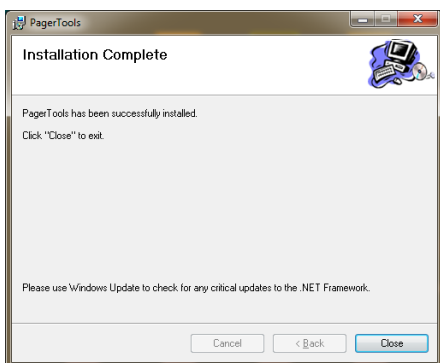 PagerTools
Installation Complete
PagerTools has been successfully installed.
Click "Close" to exit.
Please use Windows Update to check for any critical updates to the .NET Framework.
Cancel
< Back
Close